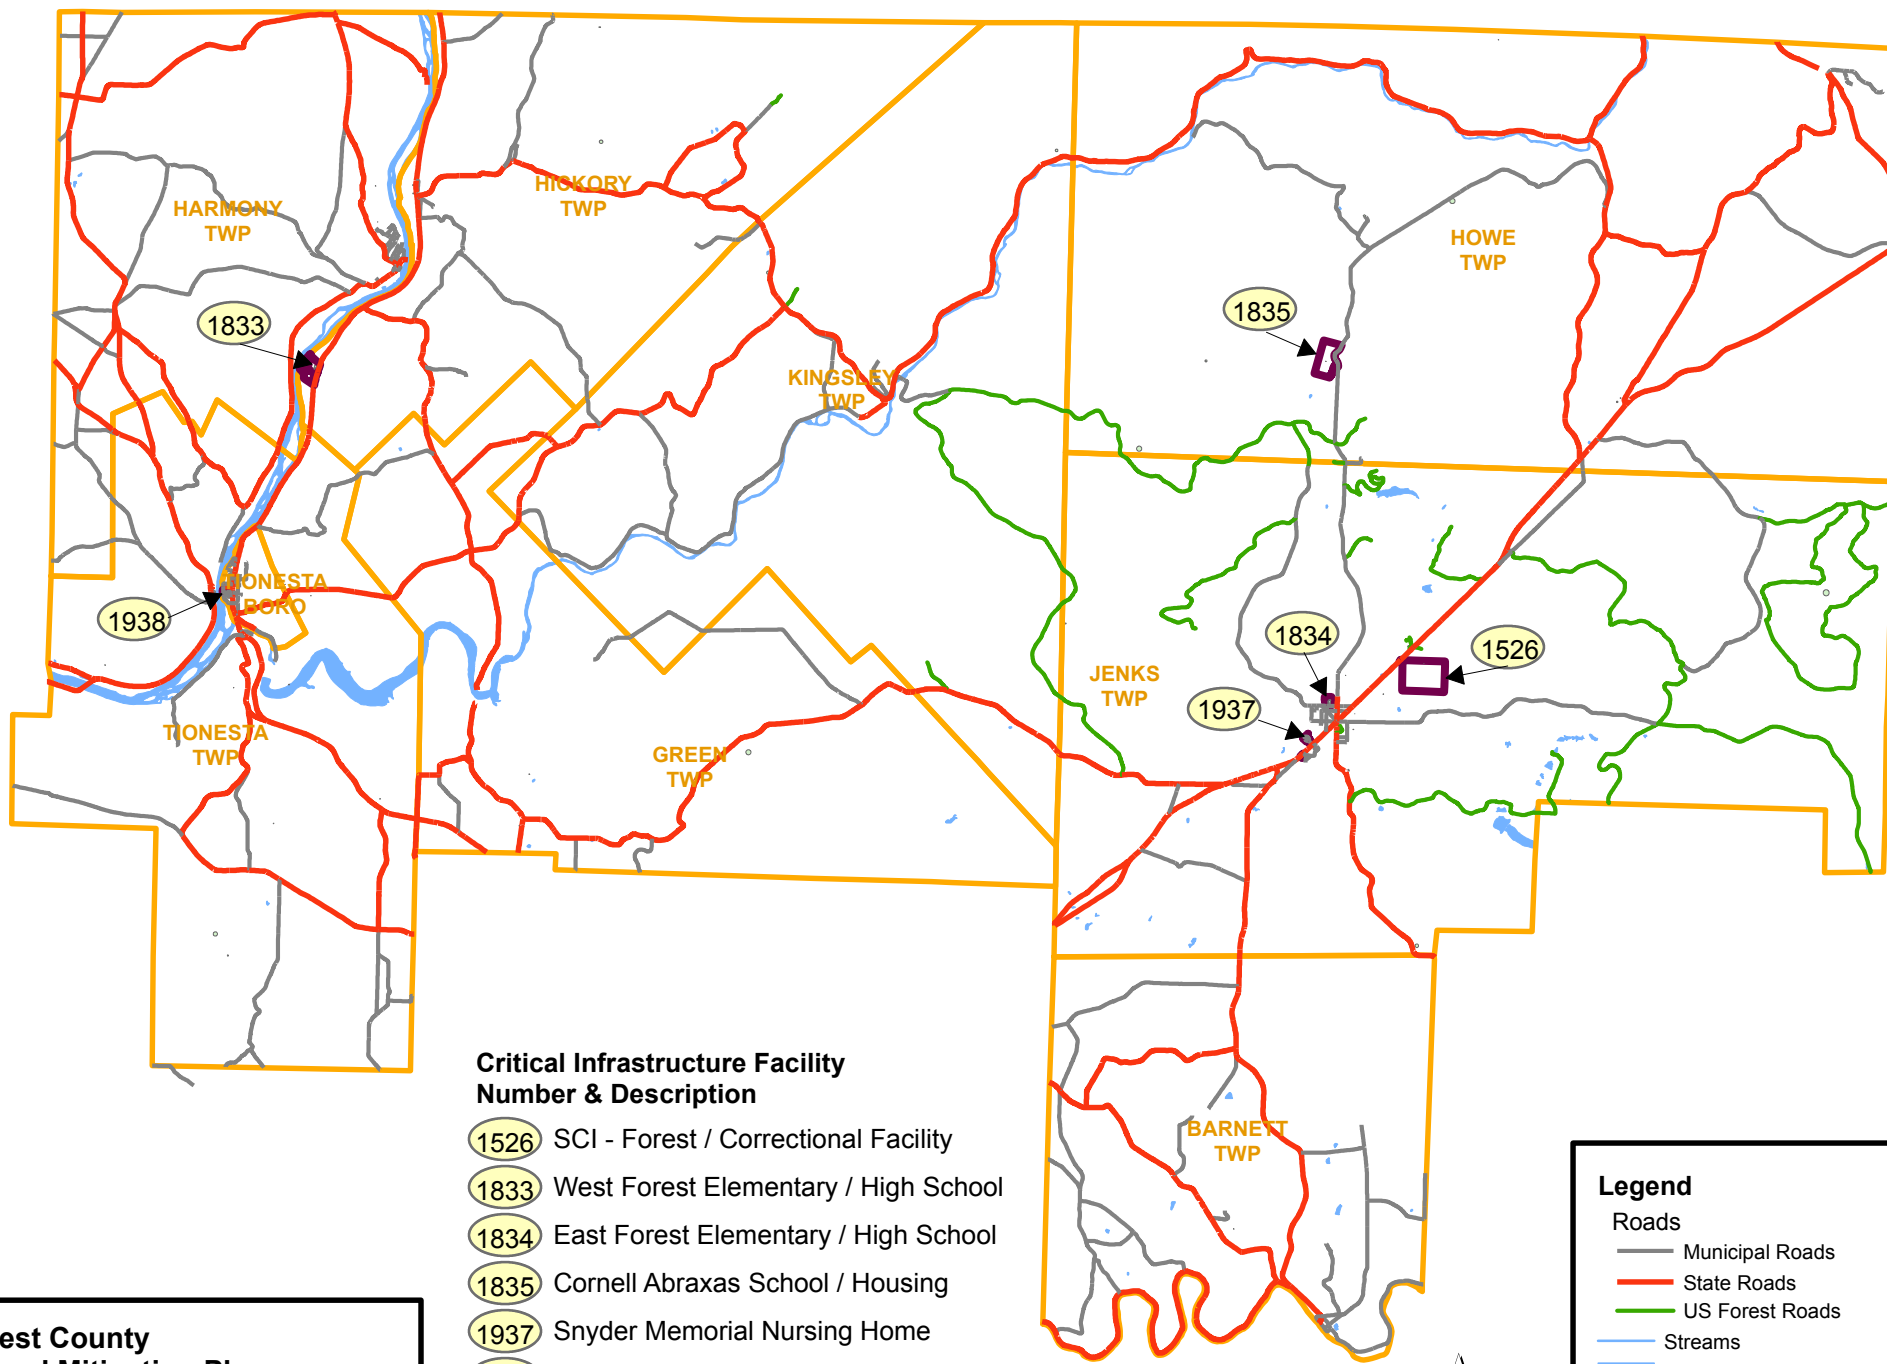 HARMONY
TWP
HICKORY
TWP
HOWE
TWP
1833
1835
KINGSLEY
TWP
TIONESTA
BORO
1938
1834
1526
JENKS
TWP
1937
TIONESTA
TWP
GREEN
TWP
BARNETT
TWP
Critical Infrastructure Facility
Number & Description
1526 SCI - Forest / Correctional Facility
1833 West Forest Elementary / High School
1834 East Forest Elementary / High School
1835 Cornell Abraxas School / Housing
1937 Snyder Memorial Nursing Home
Legend
Roads
Municipal Roads
State Roads
US Forest Roads
Streams
est County